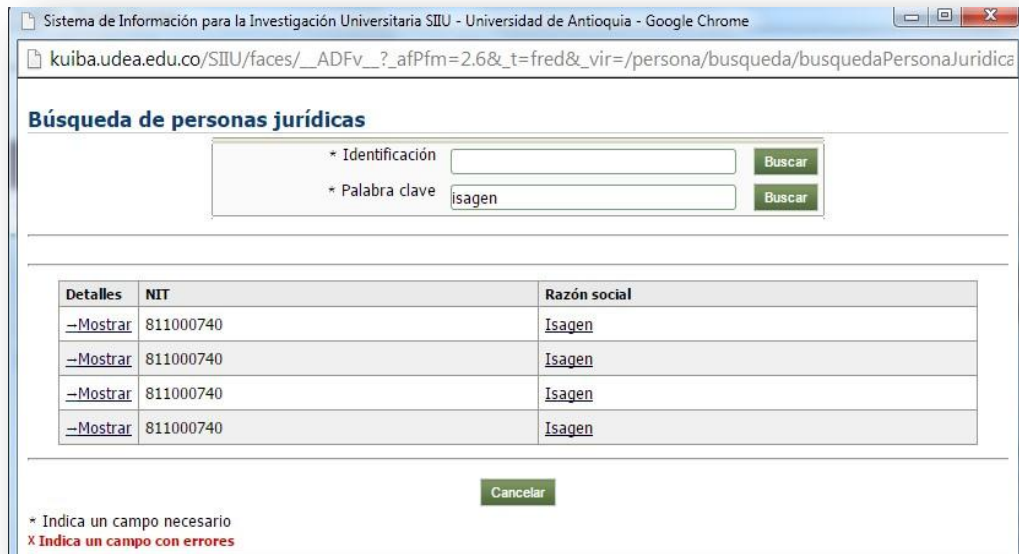 Sistema de Información para la Investigación Universitaria SIIU - Universidad de Antioquia - Google Chrome
kuiba.udea.edu.co/SIIU/faces/__ADFv__?_afPfm=2.6&_t=fred&_vir=/persona/busqueda/busquedaPersonaJuridica
Búsqueda de personas jurídicas
* Identificación Buscar
* Palabra clave isagen Buscar
Detalles NIT Razón social
→Mostrar 811000740 Isagen
→Mostrar 811000740 Isagen
→Mostrar 811000740 Isagen
→Mostrar 811000740 Isagen
Cancelar
* Indica un campo necesario
x Indica un campo con errores